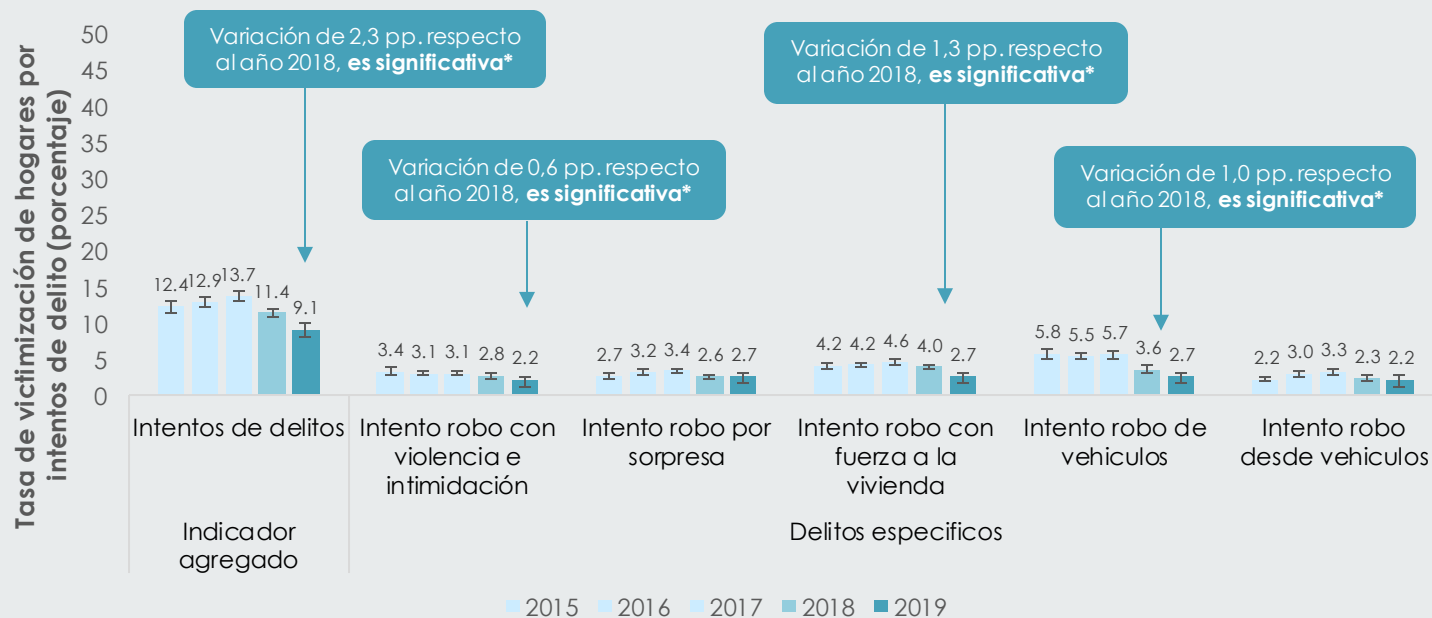 Tasa de victimización de hogares por
intentos de delito (porcentaje)
50
45
40
35
30
25
20
15
10
5
0
Variación de 2,3 pp. respecto
al año 2018, es significativa*
Variación de 0,6 pp. respecto
al año 2018, es significativa*
Variación de 1,3 pp. respecto
al año 2018, es significativa*
Variación de 1,0 pp. respecto
al año 2018, es significativa*
12.4 12.9 13.7 11.4 9.1
3.4 3.1 3.1 2.8 2.2
2.7 3.2 3.4 2.6 2.7
4.2 4.2 4.6 4.0 2.7
5.8 5.5 5.7 3.6 2.7
2.2 3.0 3.3 2.3 2.2
Intentos de delitos
Intento robo con
violencia e
intimidación
Intento robo por
sorpresa
Intento robo con
fuerza a la
vivienda
Intento robo de
vehiculos
Intento robo
desde vehiculos
Indicador
agregado
Delitos especificos
2015 2016 2017 2018 2019